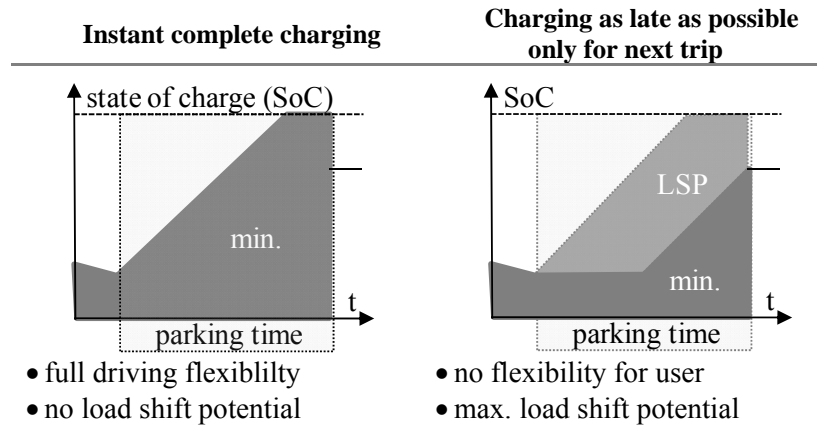 Instant complete charging
Charging as late as possible
only for next trip
state of charge (SoC)
min.
t
parking time
• full driving flexiblilty
• no load shift potential
SoC
LSP
min.
t
parking time
• no flexibility for user
• max. load shift potential